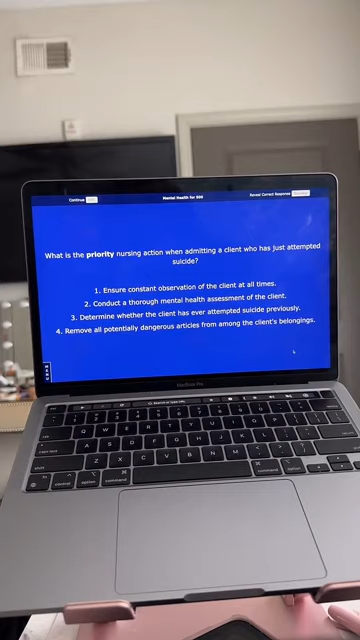 Continue
Mental Health for 500
Reveal Correct Response
What is the priority nursing action when admitting a client who has just attempted
suicide?
1. Ensure constant observation of the client at all times.
2. Conduct a thorough mental health assessment of the client.
3. Determine whether the client has ever attempted suicide previously.
4. Remove all potentially dangerous articles from among the client's belongings.
MacBook Pro